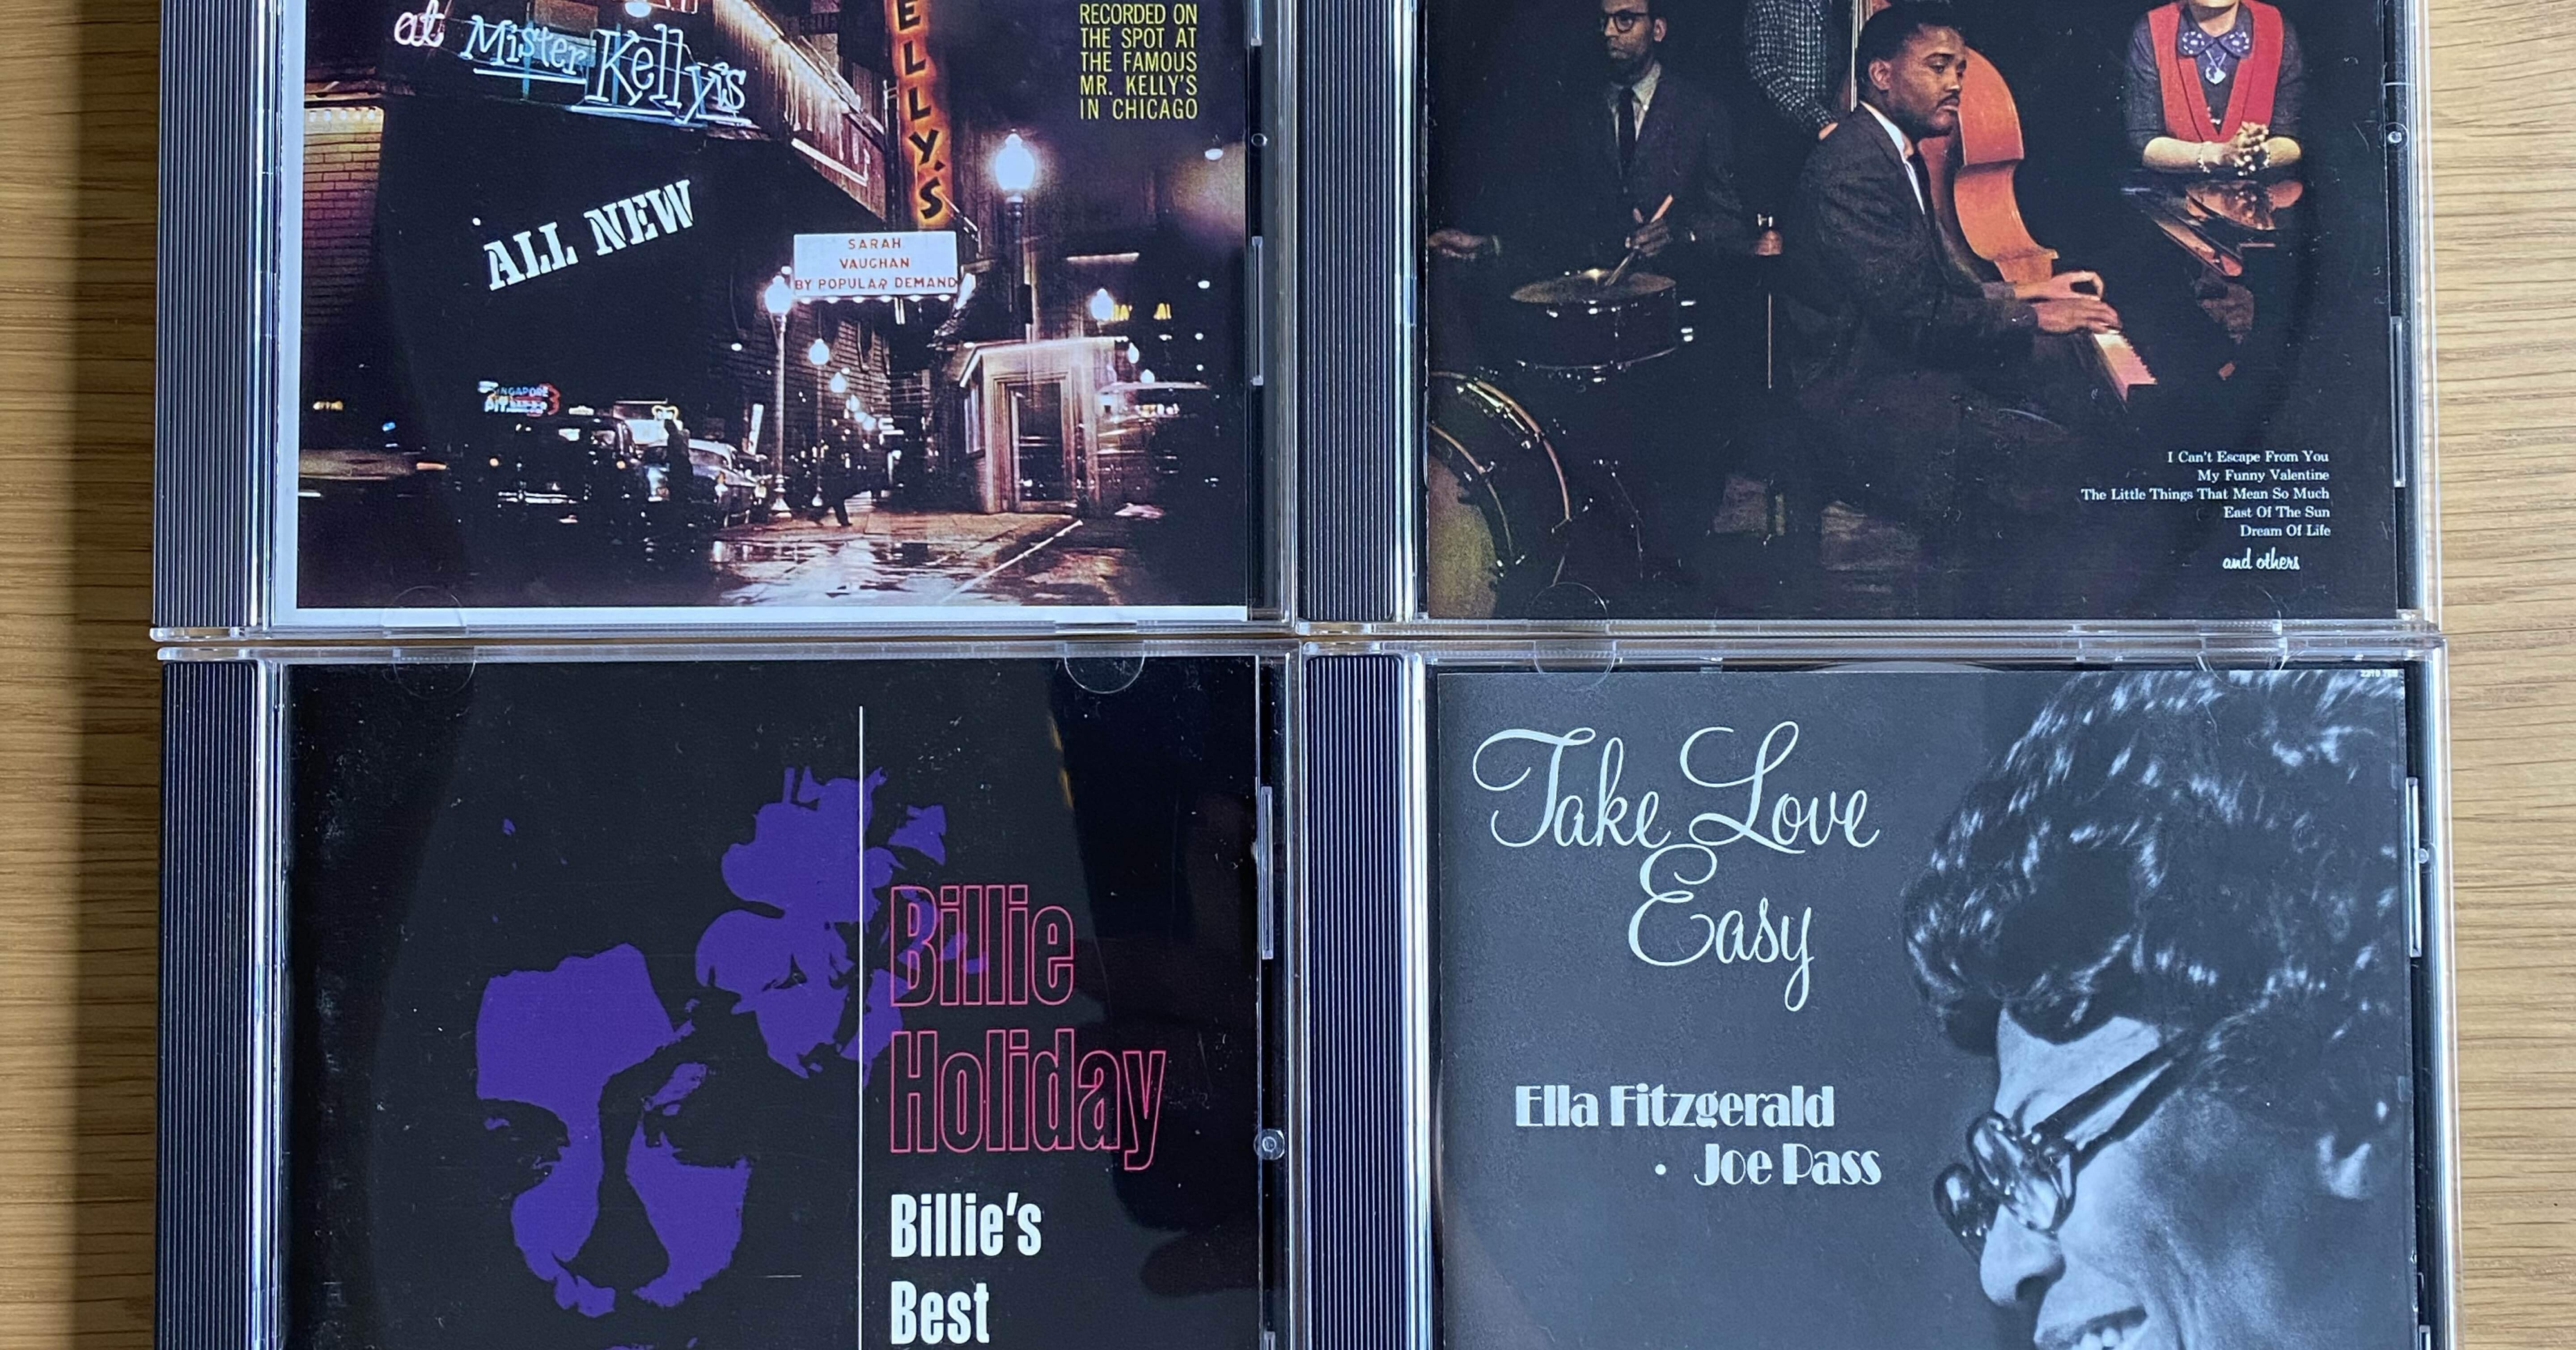 at Mister Kelly's
ELLY'S
RECORDED ON
THE SPOT AT
THE FAMOUS
MR. KELLY'S
IN CHICAGO
ALL NEW
SARAH
VAUGHAN
BY POPULAR DEMAND
SINGAPORE
I Can't Escape From You
My Funny Valentine
The Little Things That Mean So Much
East Of The Sun
Dream Of Life
and others
Billie
Holiday
Billie's
Best
Take Love
Easy
Ella Fitzgerald
• Joe Pass